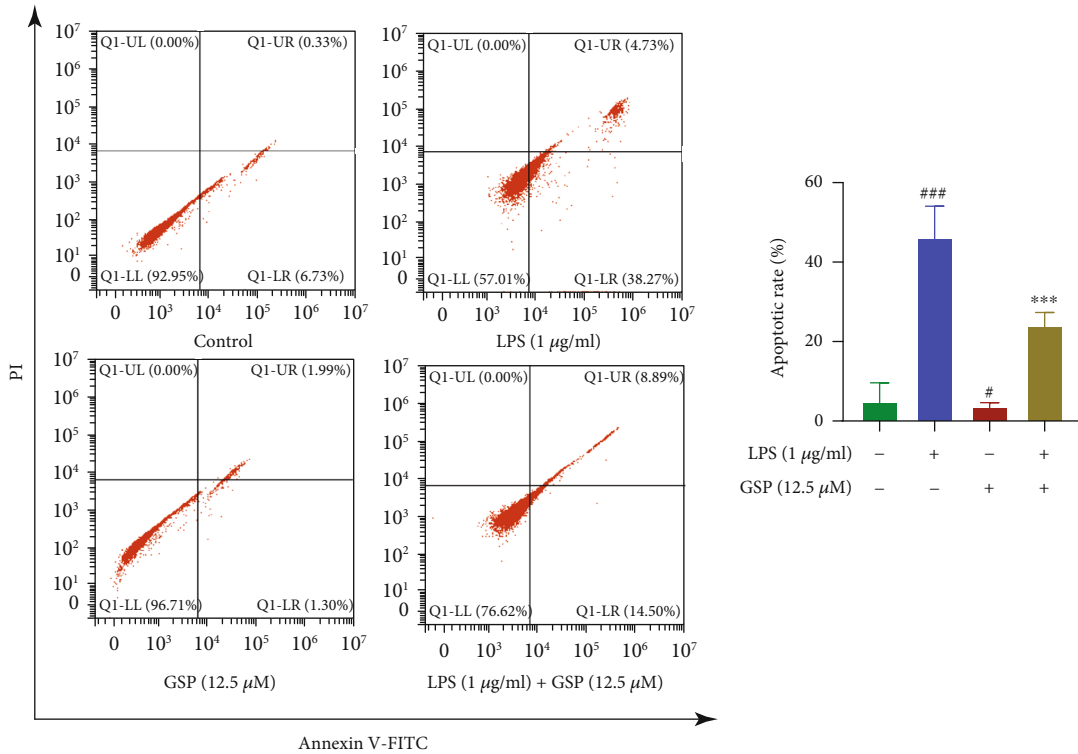 PI
10⁷
10⁶
10⁵
10⁴
10³
10²
10¹
0
Q1-UL (0.00%) Q1-UR (0.33%)
Q1-LL (92.95%) Q1-LR (6.73%)
0 10³ 10⁴ 10⁵ 10⁶ 10⁷
Control
10⁷
10⁶
10⁵
10⁴
10³
10²
10¹
0
Q1-UL (0.00%) Q1-UR (4.73%)
Q1-LL (57.01%) Q1-LR (38.27%)
0 10³ 10⁴ 10⁵ 10⁶ 10⁷
LPS (1 μg/ml)
10⁷
10⁶
10⁵
10⁴
10³
10²
10¹
0
Q1-UL (0.00%) Q1-UR (1.99%)
Q1-LL (96.71%) Q1-LR (1.30%)
0 10³ 10⁴ 10⁵ 10⁶ 10⁷
GSP (12.5 μM)
10⁷
10⁶
10⁵
10⁴
10³
10²
10¹
0
Q1-UL (0.00%) Q1-UR (8.89%)
Q1-LL (76.62%) Q1-LR (14.50%)
0 10³ 10⁴ 10⁵ 10⁶ 10⁷
LPS (1 μg/ml) + GSP (12.5 μM)
Annexin V-FITC
Apoptotic rate (%)
60
40
20
0
###
#
***
LPS (1 μg/ml) − + − +
GSP (12.5 μM) − − + +